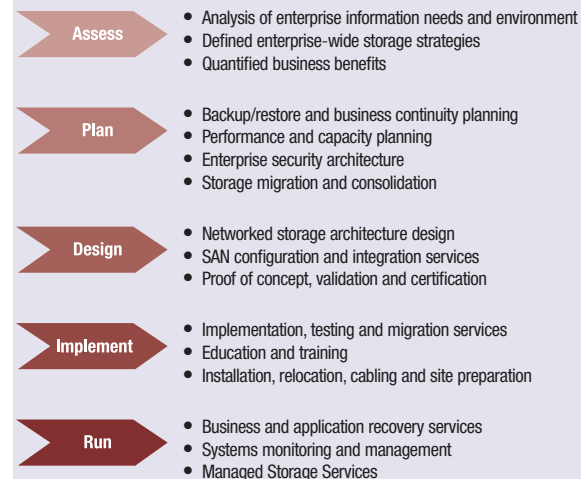 Assess
• Analysis of enterprise information needs and environment
• Defined enterprise-wide storage strategies
• Quantified business benefits
Plan
• Backup/restore and business continuity planning
• Performance and capacity planning
• Enterprise security architecture
• Storage migration and consolidation
Design
• Networked storage architecture design
• SAN configuration and integration services
• Proof of concept, validation and certification
Implement
• Implementation, testing and migration services
• Education and training
• Installation, relocation, cabling and site preparation
Run
• Business and application recovery services
• Systems monitoring and management
• Managed Storage Services